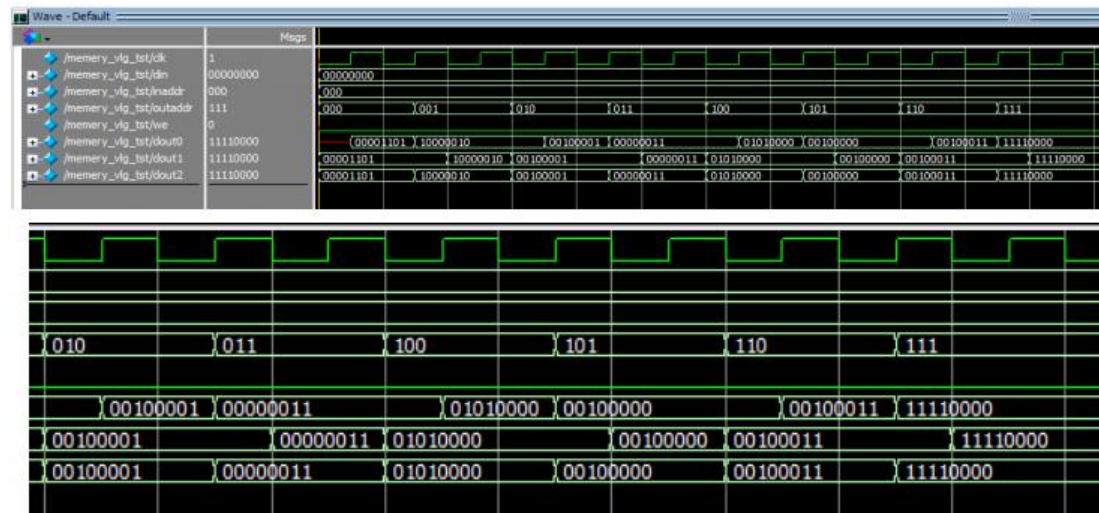 Wave - Default
Msgs
/memery_vlg_tst/clk 1
/memery_vlg_tst/din 00000000 00000000
/memery_vlg_tst/inaddr 000 000
/memery_vlg_tst/outaddr 111 000 001 010 011 100 101 110 111
/memery_vlg_tst/we 0
/memery_vlg_tst/dout0 11110000 00001101 10000010 00100001 00000011 01010000 00100000 00100011 11110000
/memery_vlg_tst/dout1 11110000 00001101 10000010 00100001 00000011 01010000 00100000 00100011 11110000
/memery_vlg_tst/dout2 11110000 00001101 10000010 00100001 00000011 01010000 00100000 00100011 11110000
010 011 100 101 110 111
00100001 00000011 01010000 00100000 00100011 11110000
00100001 00000011 01010000 00100000 00100011 11110000
00100001 00000011 01010000 00100000 00100011 11110000